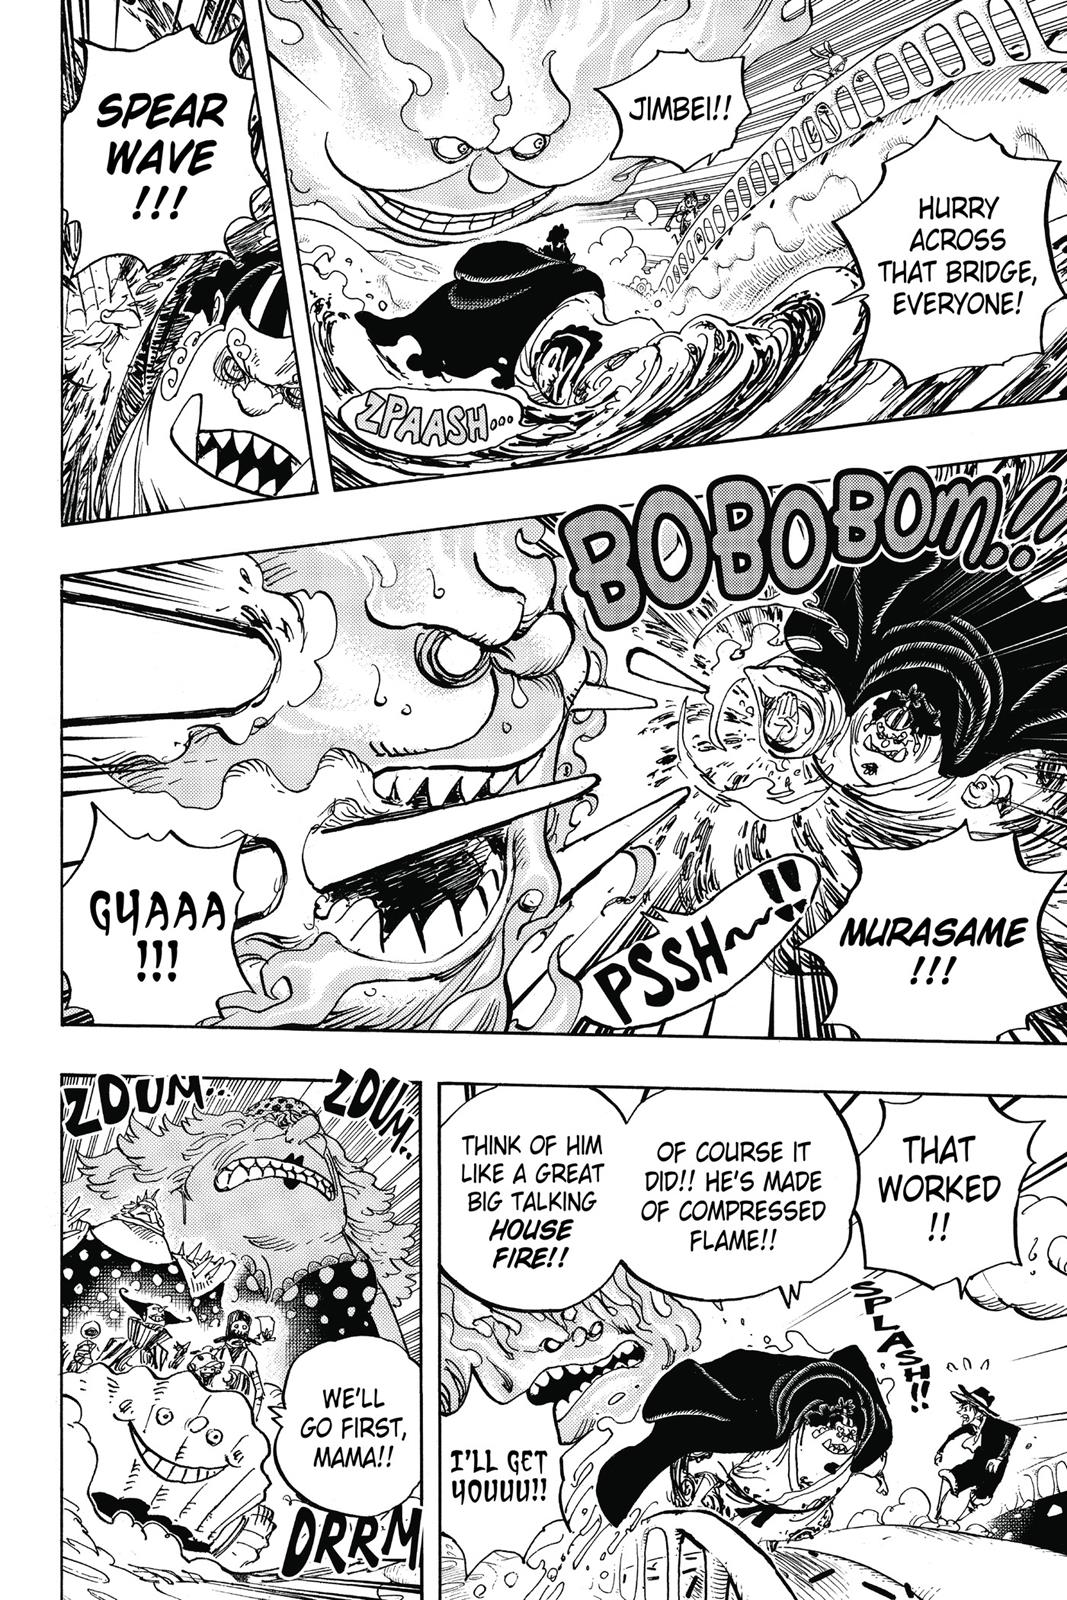 JIMBEI!!
HURRY
ACROSS
THAT BRIDGE,
EVERYONE!
ZPAASH...
SPEAR
WAVE
!!!
BOBOBOM..!!
MURASAME
!!!
PSSH~~!!
GYAAA
!!!
THAT
WORKED
!!
OF COURSE IT
DID!! HE'S MADE
OF COMPRESSED
FLAME!!
THINK OF HIM
LIKE A GREAT
BIG TALKING
HOUSE
FIRE!!
SPLASH!!
I'LL GET
YOUUU!!
ZDUM..
ZDUM..
WE'LL
GO FIRST,
MAMA!!
DRRM